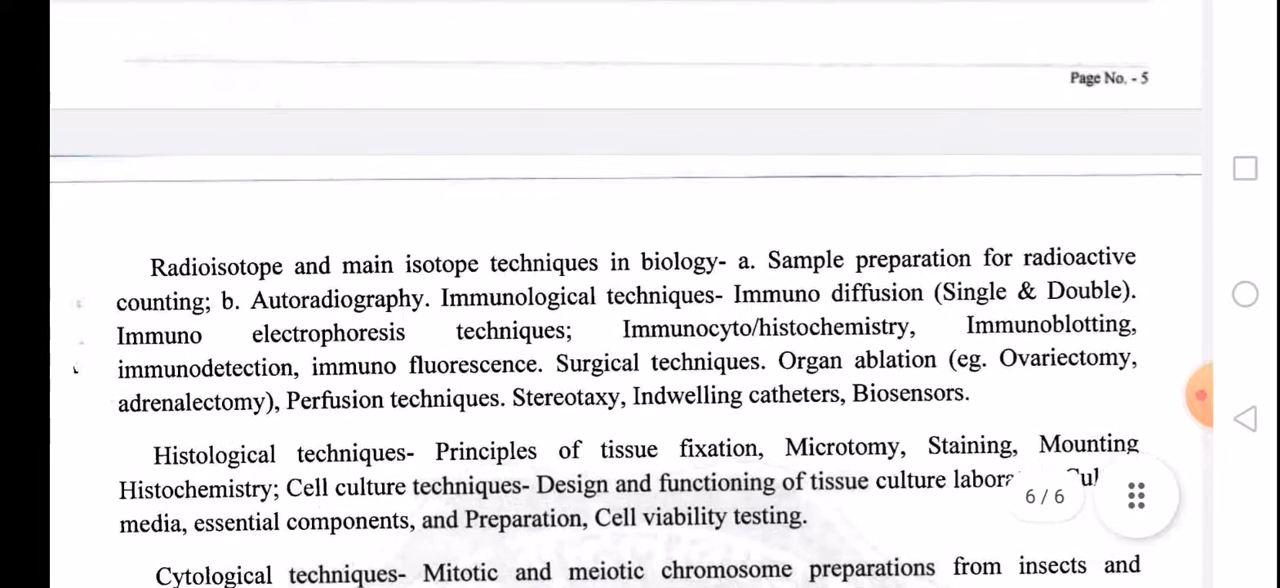 Page No. - 5
Radioisotope and main isotope techniques in biology- a. Sample preparation for radioactive
counting; b. Autoradiography. Immunological techniques- Immuno diffusion (Single & Double).
Immuno electrophoresis techniques; Immunocyto/histochemistry, Immunoblotting,
immunodetection, immuno fluorescence. Surgical techniques. Organ ablation (eg. Ovariectomy,
adrenalectomy), Perfusion techniques. Stereotaxy, Indwelling catheters, Biosensors.
Histological techniques- Principles of tissue fixation, Microtomy, Staining, Mounting
Histochemistry; Cell culture techniques- Design and functioning of tissue culture
6 / 6
media, essential components, and Preparation, Cell viability testing.
Cytological techniques- Mitotic and meiotic chromosome preparations from insects and